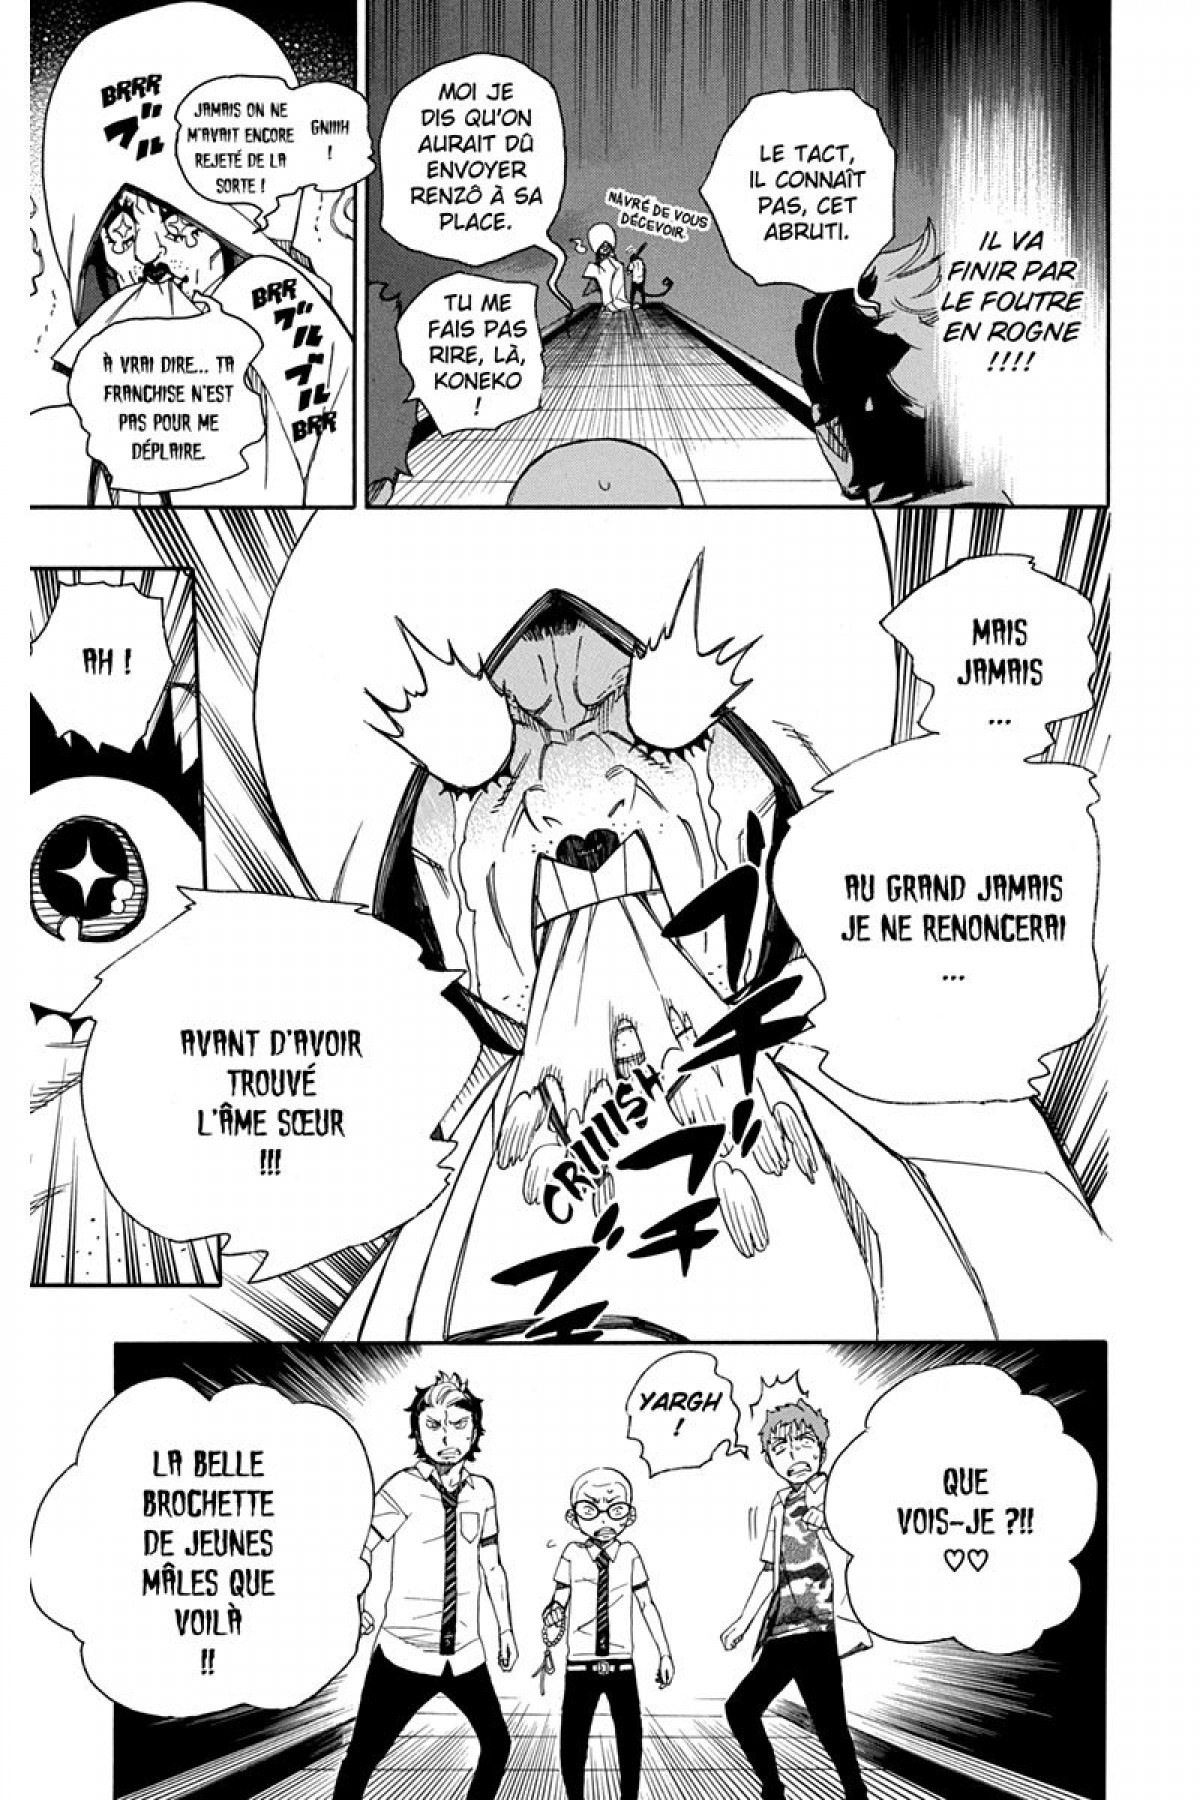 IL VA
FINIR PAR
LE FOUTRE
EN ROGNE
!!!!
LE TACT,
IL CONNAÎT
PAS, CET
ABRUTI.
NAVRÉ DE VOUS
DÉCEVOIR.
MOI JE
DIS QU'ON
AURAIT DÛ
ENVOYER
RENZÔ À SA
PLACE.
TU ME
FAIS PAS
RIRE, LÀ,
KONEKO
!
GNIIIH
!
JAMAIS ON NE
M'AVAIT ENCORE
REJETÉ DE LA
SORTE !
BRRR
ブル
BRR
ブルブル
BRR
À VRAI DIRE... TA
FRANCHISE N'EST
PAS POUR ME
DÉPLAIRE.
MAIS
JAMAIS
...
AU GRAND JAMAIS
JE NE RENONCERAI
...
ブチ
ブチ
ブチ
CRIIIISH
AVANT D'AVOIR
TROUVÉ
L'ÂME SŒUR
!!!
AH !
QUE
VOIS-JE ?!!
♡♡
YARGH
!
LA BELLE
BROCHETTE
DE JEUNES
MÂLES QUE
VOILÀ
!!